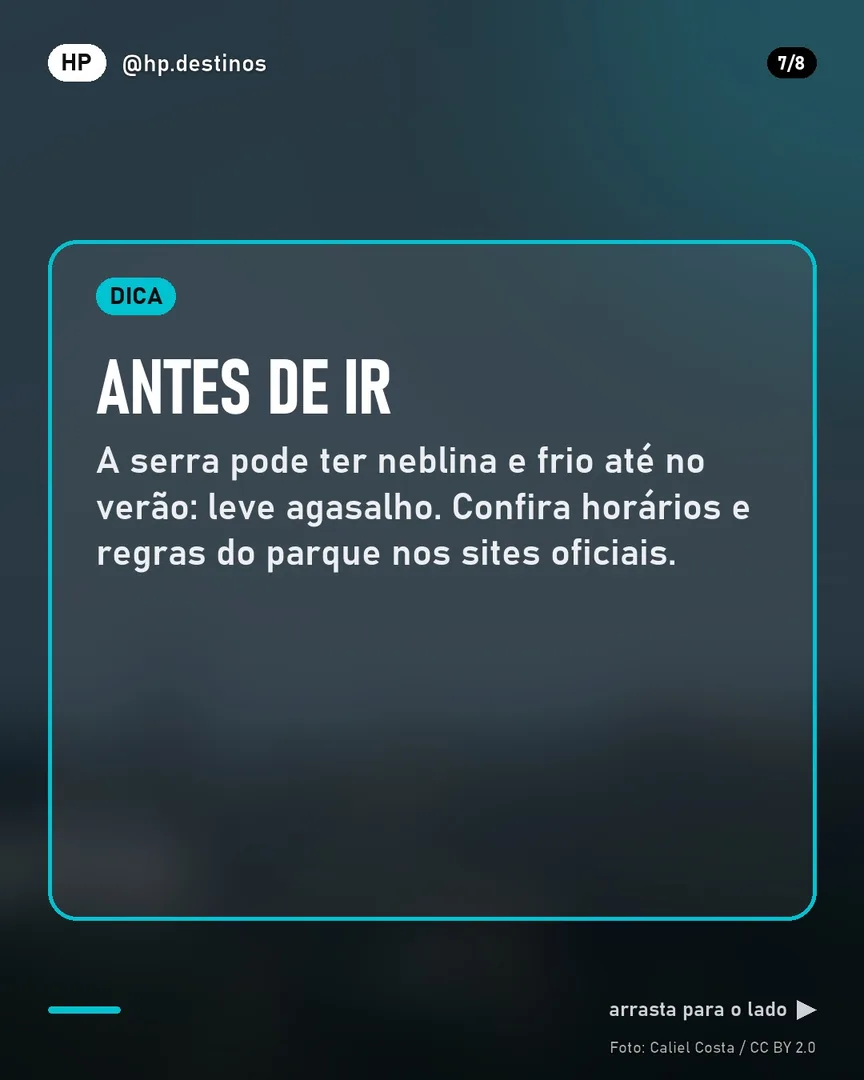 HP @hp.destinos 7/8
DICA
ANTES DE IR
A serra pode ter neblina e frio até no
verão: leve agasalho. Confira horários e
regras do parque nos sites oficiais.
arrasta para o lado ▶
Foto: Caliel Costa / CC BY 2.0